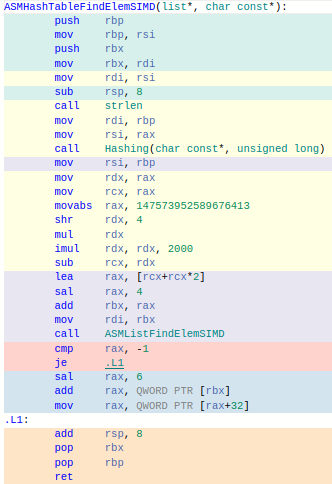 ASMHashTableFindElemSIMD(list*, char const*):
push rbp
mov rbp, rsi
push rbx
mov rbx, rdi
mov rdi, rsi
sub rsp, 8
call strlen
mov rdi, rbp
mov rsi, rax
call Hashing(char const*, unsigned long)
mov rsi, rbp
mov rdx, rax
mov rcx, rax
movabs rax, 147573952589676413
shr rdx, 4
mul rdx
imul rdx, rdx, 2000
sub rcx, rdx
lea rax, [rcx+rcx*2]
sal rax, 4
add rbx, rax
mov rdi, rbx
call ASMListFindElemSIMD
cmp rax, -1
je .L1
sal rax, 6
add rax, QWORD PTR [rbx]
mov rax, QWORD PTR [rax+32]
.L1:
add rsp, 8
pop rbx
pop rbp
ret